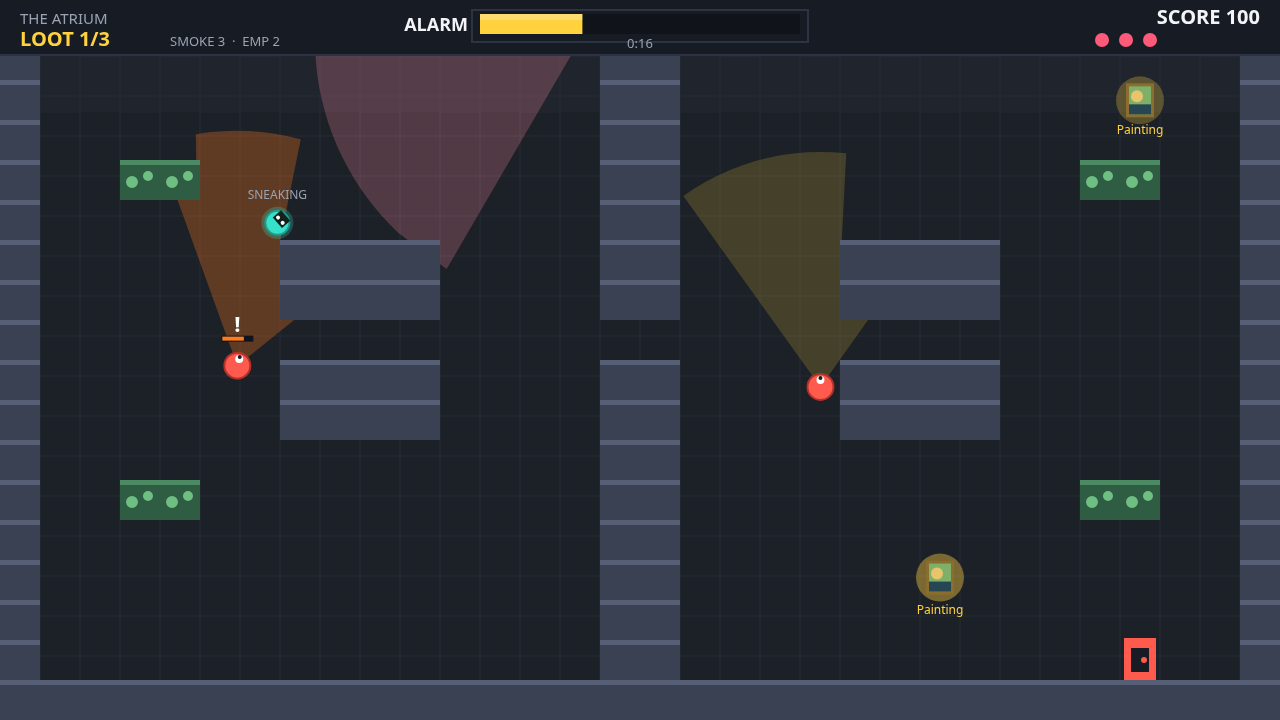 THE ATRIUM
LOOT 1/3
SMOKE 3 · EMP 2
ALARM
0:16
SCORE 100
Painting
SNEAKING
!
Painting